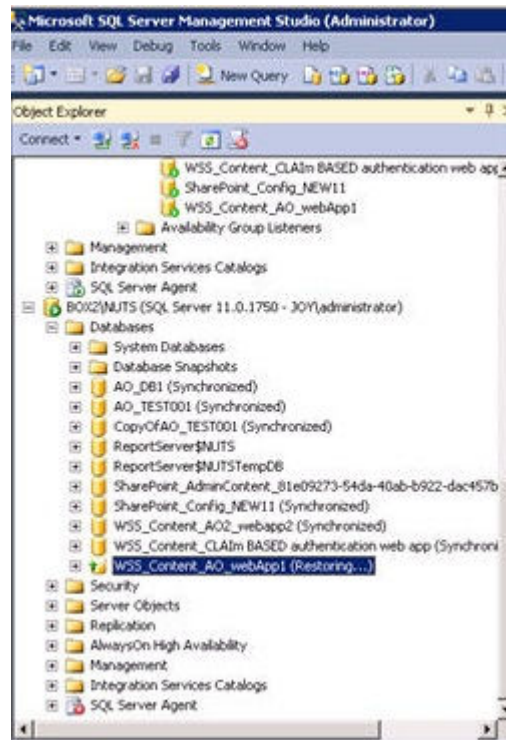 Microsoft SQL Server Management Studio (Administrator)
File Edit View Debug Tools Window Help
New Query
Object Explorer
Connect
WSS_Content_CLAIm BASED authentication web app
SharePoint_Config_NEW11
WSS_Content_AO_webApp1
Availability Group Listeners
Management
Integration Services Catalogs
SQL Server Agent
BOX2\NUTS (SQL Server 11.0.1750 - JOY\administrator)
Databases
System Databases
Database Snapshots
AO_DB1 (Synchronized)
AO_TEST001 (Synchronized)
CopyOfAO_TEST001 (Synchronized)
ReportServer$NUTS
ReportServer$NUTSTempDB
SharePoint_AdminContent_81e09273-54da-40ab-b922-dac457b
SharePoint_Config_NEW11 (Synchronized)
WSS_Content_AO2_webapp2 (Synchronized)
WSS_Content_CLAIm BASED authentication web app (Synchroni
WSS_Content_AO_webApp1 (Restoring...)
Security
Server Objects
Replication
AlwaysOn High Availability
Management
Integration Services Catalogs
SQL Server Agent